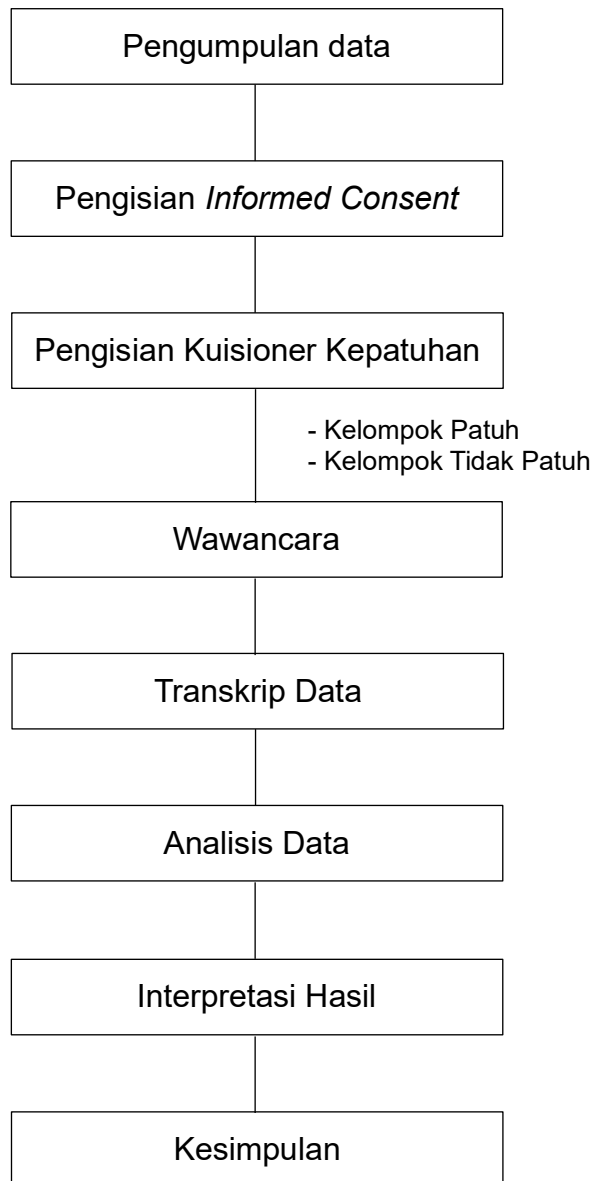 Pengumpulan data
Pengisian Informed Consent
Pengisian Kuisioner Kepatuhan
- Kelompok Patuh
- Kelompok Tidak Patuh
Wawancara
Transkrip Data
Analisis Data
Interpretasi Hasil
Kesimpulan